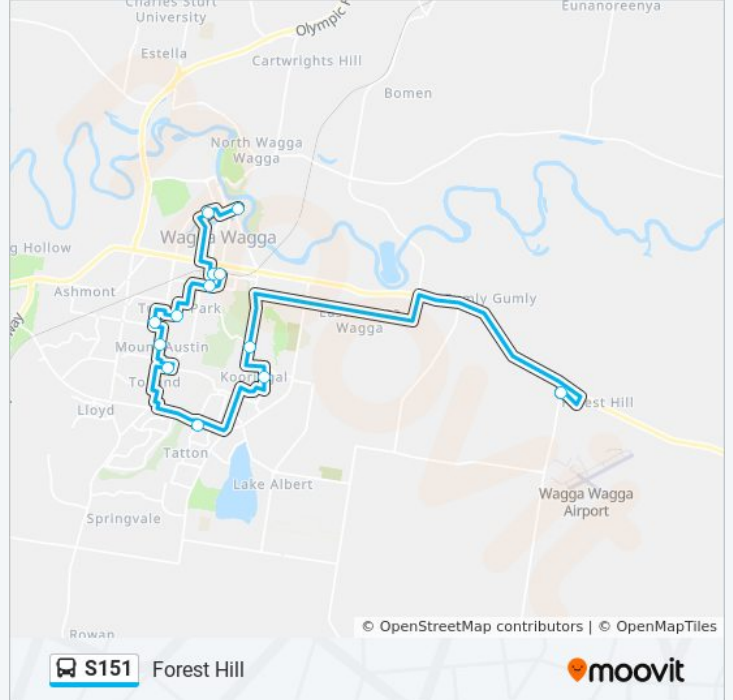 Charles Sturt
University
Eunanoreenya
Olympic H
Estella
Cartwrights Hill
Bomen
North Wagga
Wagga
Wagga Wagga
g Hollow
Ashmont
Park
Gumly Gumly
Wagga
Mount Austin
Kooringal
Lloyd
Forest Hill
Tatton
Lake Albert
Wagga Wagga
Airport
Springvale
Rowan
© OpenStreetMap contributors | © OpenMapTiles
S151 Forest Hill
moovit